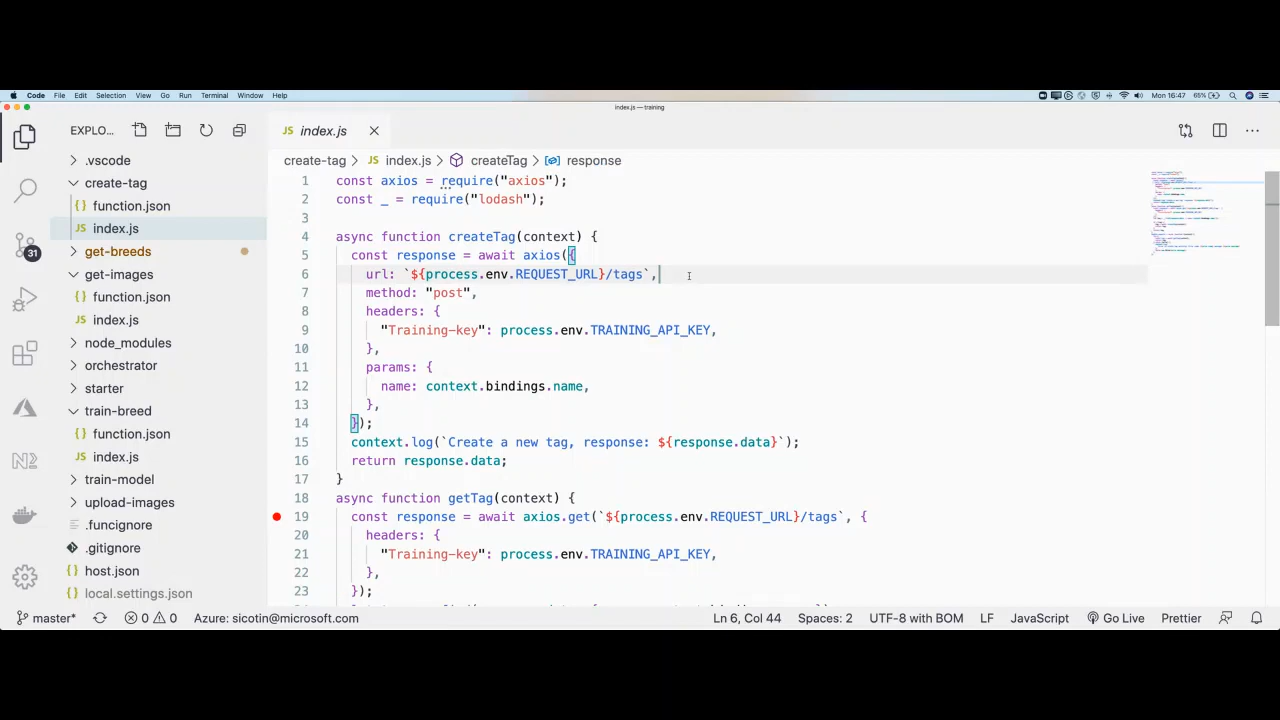 Code File Edit Selection View Go Run Terminal Window Help Mon 16:47 65%
index.js — training
EXPLO...
JS index.js
create-tag > JS index.js > createTag > response
> .vscode
create-tag
{} function.json
JS index.js
> get-breeds
get-images
{} function.json
JS index.js
> node_modules
> orchestrator
> starter
train-breed
{} function.json
JS index.js
> train-model
> upload-images
.funcignore
.gitignore
{} host.json
{} local.settings.json
31
1 const axios = require("axios");
2 const _ = require("lodash");
3
4 async function createTag(context) {
5 const response = await axios({
6 url: `${process.env.REQUEST_URL}/tags`,
7 method: "post",
8 headers: {
9 "Training-key": process.env.TRAINING_API_KEY,
10 },
11 params: {
12 name: context.bindings.name,
13 },
14 });
15 context.log(`Create a new tag, response: ${response.data}`);
16 return response.data;
17 }
18 async function getTag(context) {
19 const response = await axios.get(`${process.env.REQUEST_URL}/tags`, {
20 headers: {
21 "Training-key": process.env.TRAINING_API_KEY,
22 },
23 });
master* 0 0 Azure: sicotin@microsoft.com Ln 6, Col 44 Spaces: 2 UTF-8 with BOM LF JavaScript Go Live Prettier